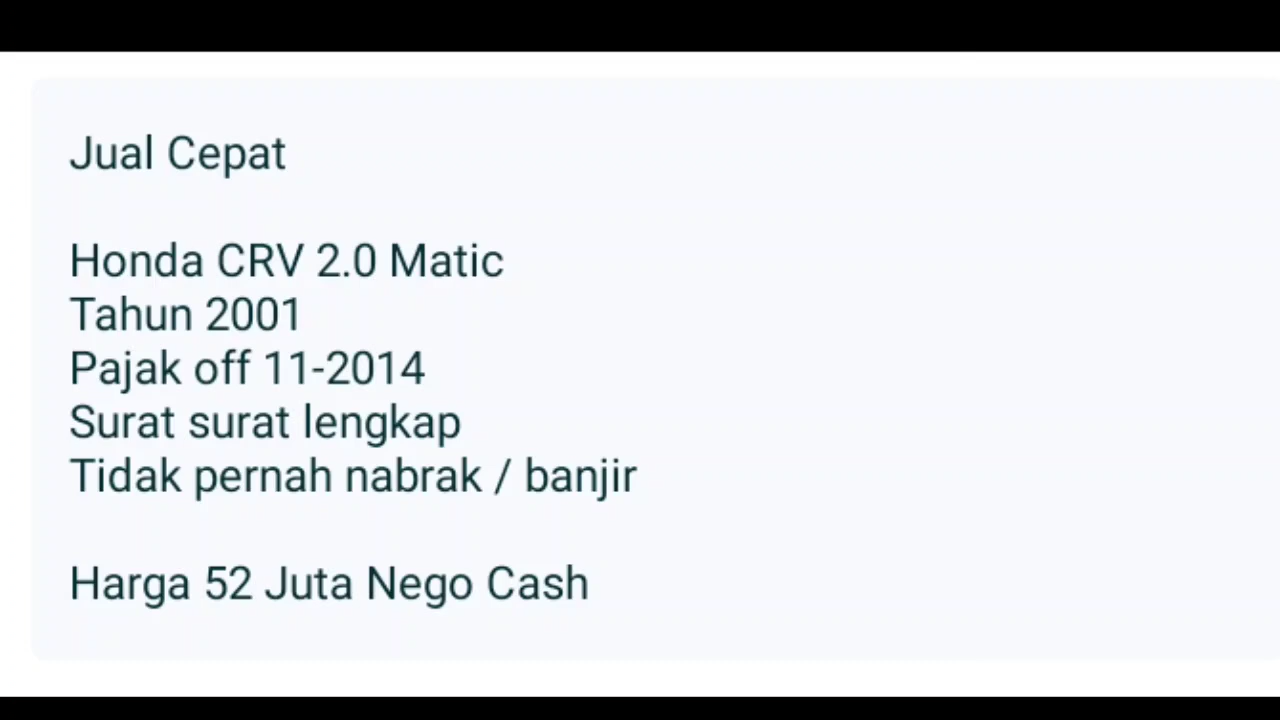 Jual Cepat
Honda CRV 2.0 Matic
Tahun 2001
Pajak off 11-2014
Surat surat lengkap
Tidak pernah nabrak / banjir
Harga 52 Juta Nego Cash